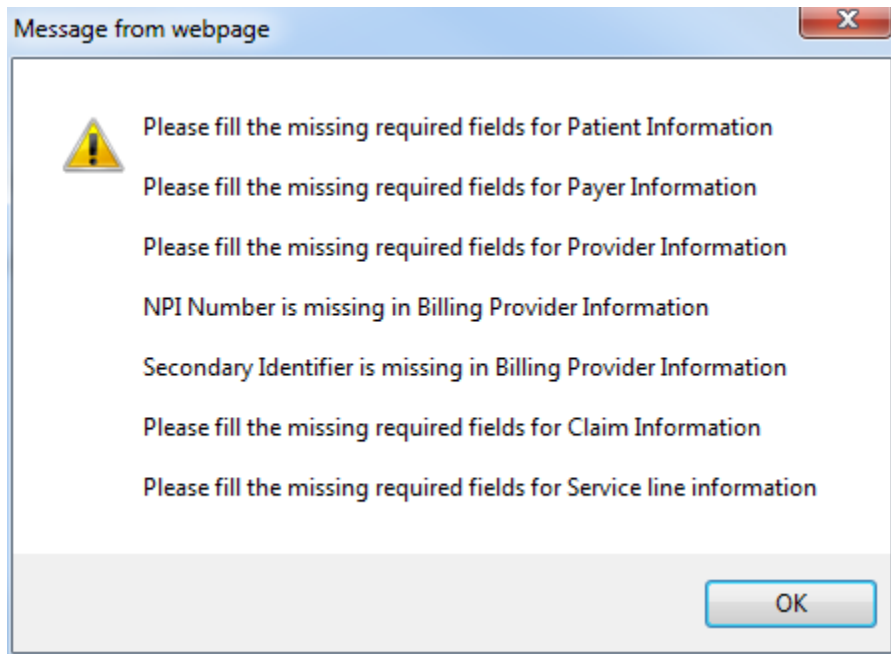 Message from webpage
Please fill the missing required fields for Patient Information
Please fill the missing required fields for Payer Information
Please fill the missing required fields for Provider Information
NPI Number is missing in Billing Provider Information
Secondary Identifier is missing in Billing Provider Information
Please fill the missing required fields for Claim Information
Please fill the missing required fields for Service line information
OK